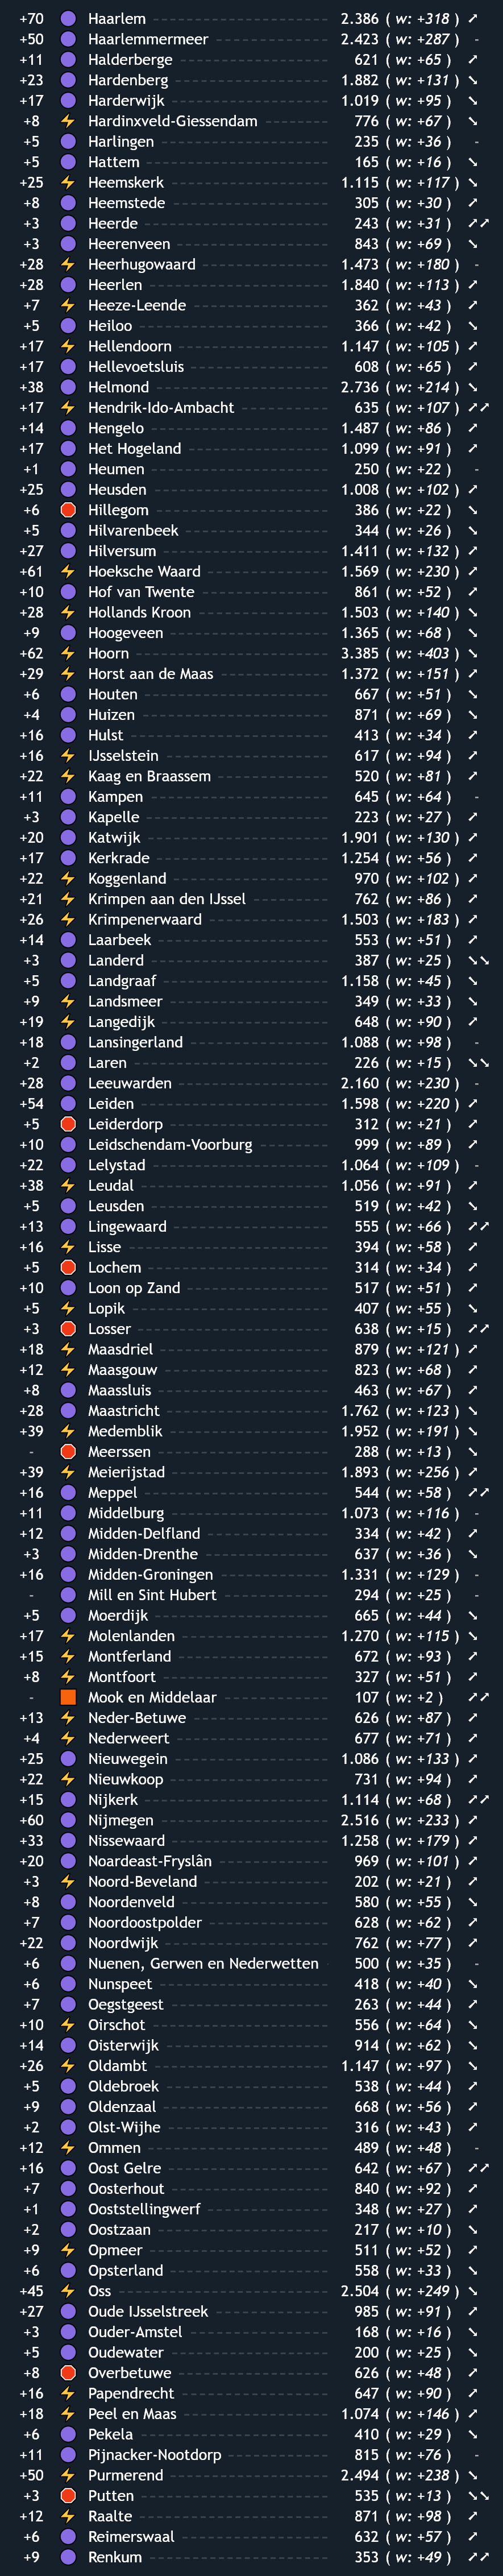 +70 Haarlem 2.386 ( w: +318 )
+50 Haarlemmermeer 2.423 ( w: +287 ) -
+11 Halderberge 621 ( w: +65 )
+23 Hardenberg 1.882 ( w: +131 )
+17 Harderwijk 1.019 ( w: +95 )
+8 Hardinxveld-Giessendam 776 ( w: +67 )
+5 Harlingen 235 ( w: +36 ) -
+5 Hattem 165 ( w: +16 )
+25 Heemskerk 1.115 ( w: +117 )
+8 Heemstede 305 ( w: +30 )
+3 Heerde 243 ( w: +31 )
+3 Heerenveen 843 ( w: +69 )
+28 Heerhugowaard 1.473 ( w: +180 ) -
+28 Heerlen 1.840 ( w: +113 )
+7 Heeze-Leende 362 ( w: +43 )
+5 Heiloo 366 ( w: +42 )
+17 Hellendoorn 1.147 ( w: +105 )
+17 Hellevoetsluis 608 ( w: +65 )
+38 Helmond 2.736 ( w: +214 )
+17 Hendrik-Ido-Ambacht 635 ( w: +107 )
+14 Hengelo 1.487 ( w: +86 )
+17 Het Hogeland 1.099 ( w: +91 )
+1 Heumen 250 ( w: +22 ) -
+25 Heusden 1.008 ( w: +102 )
+6 Hillegom 386 ( w: +22 )
+5 Hilvarenbeek 344 ( w: +26 )
+27 Hilversum 1.411 ( w: +132 )
+61 Hoeksche Waard 1.569 ( w: +230 )
+10 Hof van Twente 861 ( w: +52 )
+28 Hollands Kroon 1.503 ( w: +140 )
+9 Hoogeveen 1.365 ( w: +68 )
+62 Hoorn 3.385 ( w: +403 )
+29 Horst aan de Maas 1.372 ( w: +151 )
+6 Houten 667 ( w: +51 )
+4 Huizen 871 ( w: +69 )
+16 Hulst 413 ( w: +34 )
+16 IJsselstein 617 ( w: +94 )
+22 Kaag en Braassem 520 ( w: +81 )
+11 Kampen 645 ( w: +64 ) -
+3 Kapelle 223 ( w: +27 )
+20 Katwijk 1.901 ( w: +130 )
+17 Kerkrade 1.254 ( w: +56 )
+22 Koggenland 970 ( w: +102 )
+21 Krimpen aan den IJssel 762 ( w: +86 )
+26 Krimpenerwaard 1.503 ( w: +183 )
+14 Laarbeek 553 ( w: +51 )
+3 Landerd 387 ( w: +25 )
+5 Landgraaf 1.158 ( w: +45 )
+9 Landsmeer 349 ( w: +33 )
+19 Langedijk 648 ( w: +90 )
+18 Lansingerland 1.088 ( w: +98 ) -
+2 Laren 226 ( w: +15 )
+28 Leeuwarden 2.160 ( w: +230 ) -
+54 Leiden 1.598 ( w: +220 )
+5 Leiderdorp 312 ( w: +21 )
+10 Leidschendam-Voorburg 999 ( w: +89 )
+22 Lelystad 1.064 ( w: +109 ) -
+38 Leudal 1.056 ( w: +91 )
+5 Leusden 519 ( w: +42 )
+13 Lingewaard 555 ( w: +66 )
+16 Lisse 394 ( w: +58 )
+5 Lochem 314 ( w: +34 )
+10 Loon op Zand 517 ( w: +51 )
+5 Lopik 407 ( w: +55 )
+3 Losser 638 ( w: +15 )
+18 Maasdriel 879 ( w: +121 )
+12 Maasgouw 823 ( w: +68 )
+8 Maassluis 463 ( w: +67 )
+28 Maastricht 1.762 ( w: +123 )
+39 Medemblik 1.952 ( w: +191 )
- Meerssen 288 ( w: +13 )
+39 Meierijstad 1.893 ( w: +256 )
+16 Meppel 544 ( w: +58 )
+11 Middelburg 1.073 ( w: +116 ) -
+12 Midden-Delfland 334 ( w: +42 )
+3 Midden-Drenthe 637 ( w: +36 )
+16 Midden-Groningen 1.331 ( w: +129 ) -
- Mill en Sint Hubert 294 ( w: +25 ) -
+5 Moerdijk 665 ( w: +44 )
+17 Molenlanden 1.270 ( w: +115 )
+15 Montferland 672 ( w: +93 )
+8 Montfoort 327 ( w: +51 )
- Mook en Middelaar 107 ( w: +2 )
+13 Neder-Betuwe 626 ( w: +87 )
+4 Nederweert 677 ( w: +71 )
+25 Nieuwegein 1.086 ( w: +133 )
+22 Nieuwkoop 731 ( w: +94 )
+15 Nijkerk 1.114 ( w: +68 )
+60 Nijmegen 2.516 ( w: +233 )
+33 Nissewaard 1.258 ( w: +179 )
+20 Noardeast-Fryslân 969 ( w: +101 )
+3 Noord-Beveland 202 ( w: +21 )
+8 Noordenveld 580 ( w: +55 )
+7 Noordoostpolder 628 ( w: +62 )
+22 Noordwijk 762 ( w: +77 )
+6 Nuenen, Gerwen en Nederwetten 500 ( w: +35 ) -
+6 Nunspeet 418 ( w: +40 )
+7 Oegstgeest 263 ( w: +44 )
+10 Oirschot 556 ( w: +64 )
+14 Oisterwijk 914 ( w: +62 )
+26 Oldambt 1.147 ( w: +97 )
+5 Oldebroek 538 ( w: +44 )
+9 Oldenzaal 668 ( w: +56 )
+2 Olst-Wijhe 316 ( w: +43 )
+12 Ommen 489 ( w: +48 ) -
+16 Oost Gelre 642 ( w: +67 )
+7 Oosterhout 840 ( w: +92 )
+1 Ooststellingwerf 348 ( w: +27 )
+2 Oostzaan 217 ( w: +10 )
+9 Opmeer 511 ( w: +52 )
+6 Opsterland 558 ( w: +33 )
+45 Oss 2.504 ( w: +249 )
+27 Oude IJsselstreek 985 ( w: +91 )
+3 Ouder-Amstel 168 ( w: +16 )
+5 Oudewater 200 ( w: +25 )
+8 Overbetuwe 626 ( w: +48 )
+16 Papendrecht 647 ( w: +90 )
+18 Peel en Maas 1.074 ( w: +146 )
+6 Pekela 410 ( w: +29 )
+11 Pijnacker-Nootdorp 815 ( w: +76 ) -
+50 Purmerend 2.494 ( w: +238 )
+3 Putten 535 ( w: +13 )
+12 Raalte 871 ( w: +98 )
+6 Reimerswaal 632 ( w: +57 )
+9 Renkum 353 ( w: +49 )